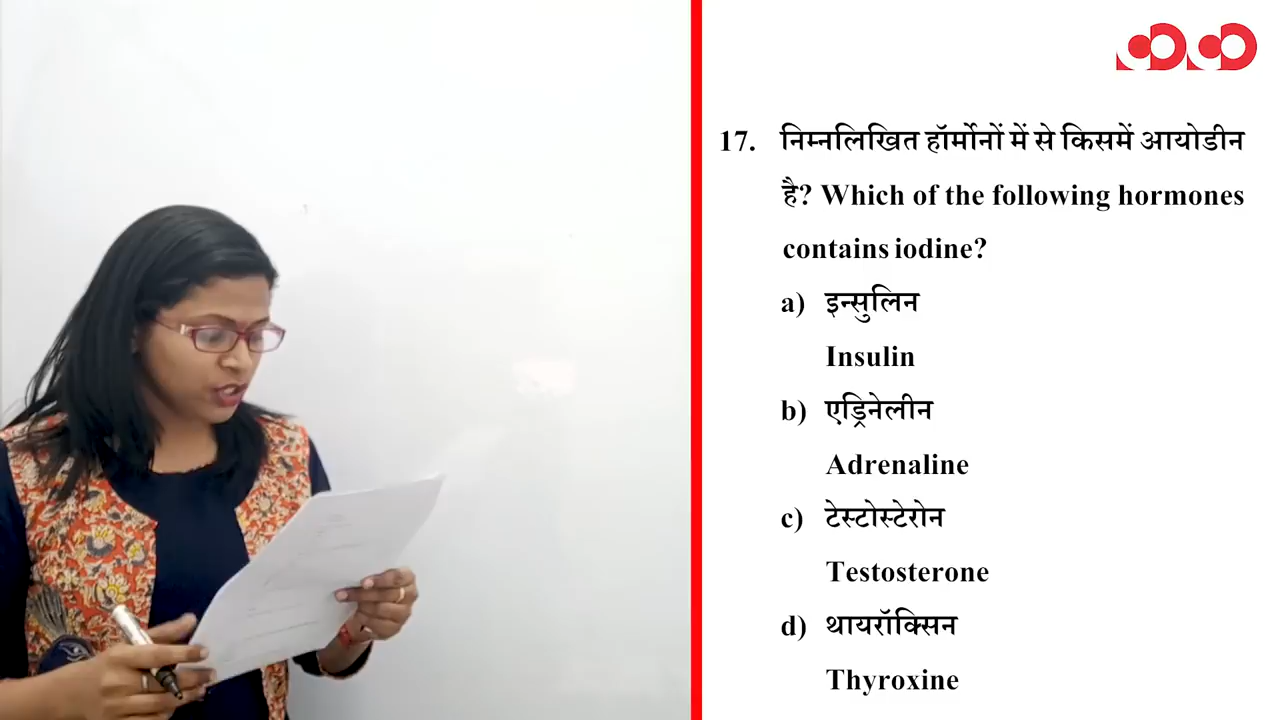 17. निम्नलिखित हॉर्मोनों में से किसमें आयोडीन
है? Which of the following hormones
contains iodine?
a) इन्सुलिन
Insulin
b) एड्रिनेलीन
Adrenaline
c) टेस्टोस्टेरोन
Testosterone
d) थायरॉक्सिन
Thyroxine